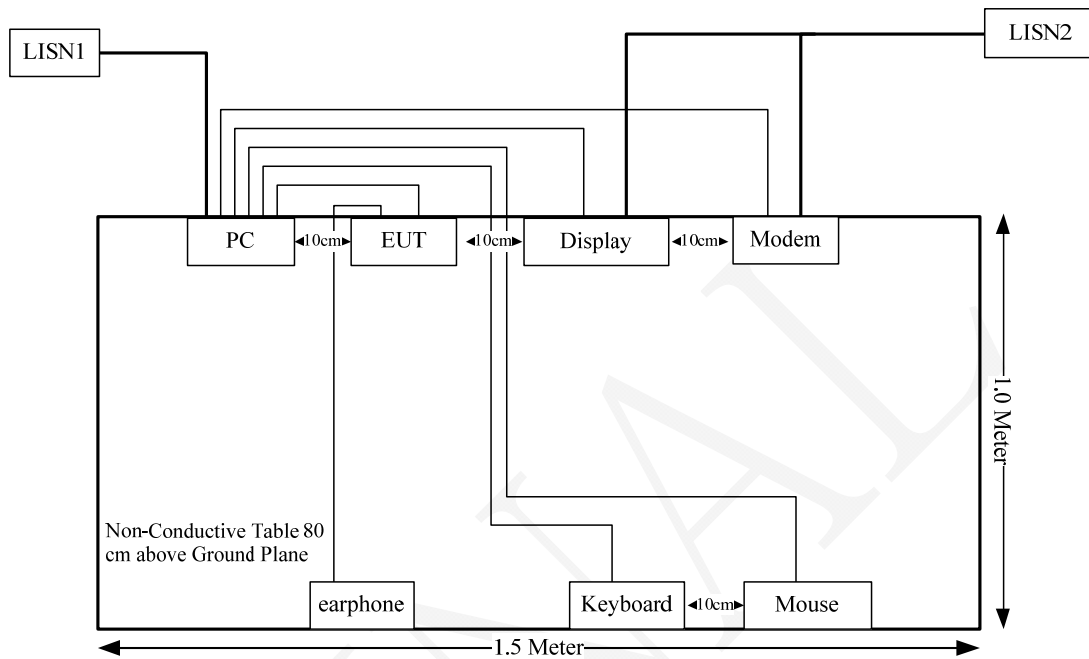 LISN1
LISN2
PC
10cm
EUT
10cm
Display
10cm
Modem
1.0 Meter
Non-Conductive Table 80
cm above Ground Plane
earphone
Keyboard
10cm
Mouse
1.5 Meter